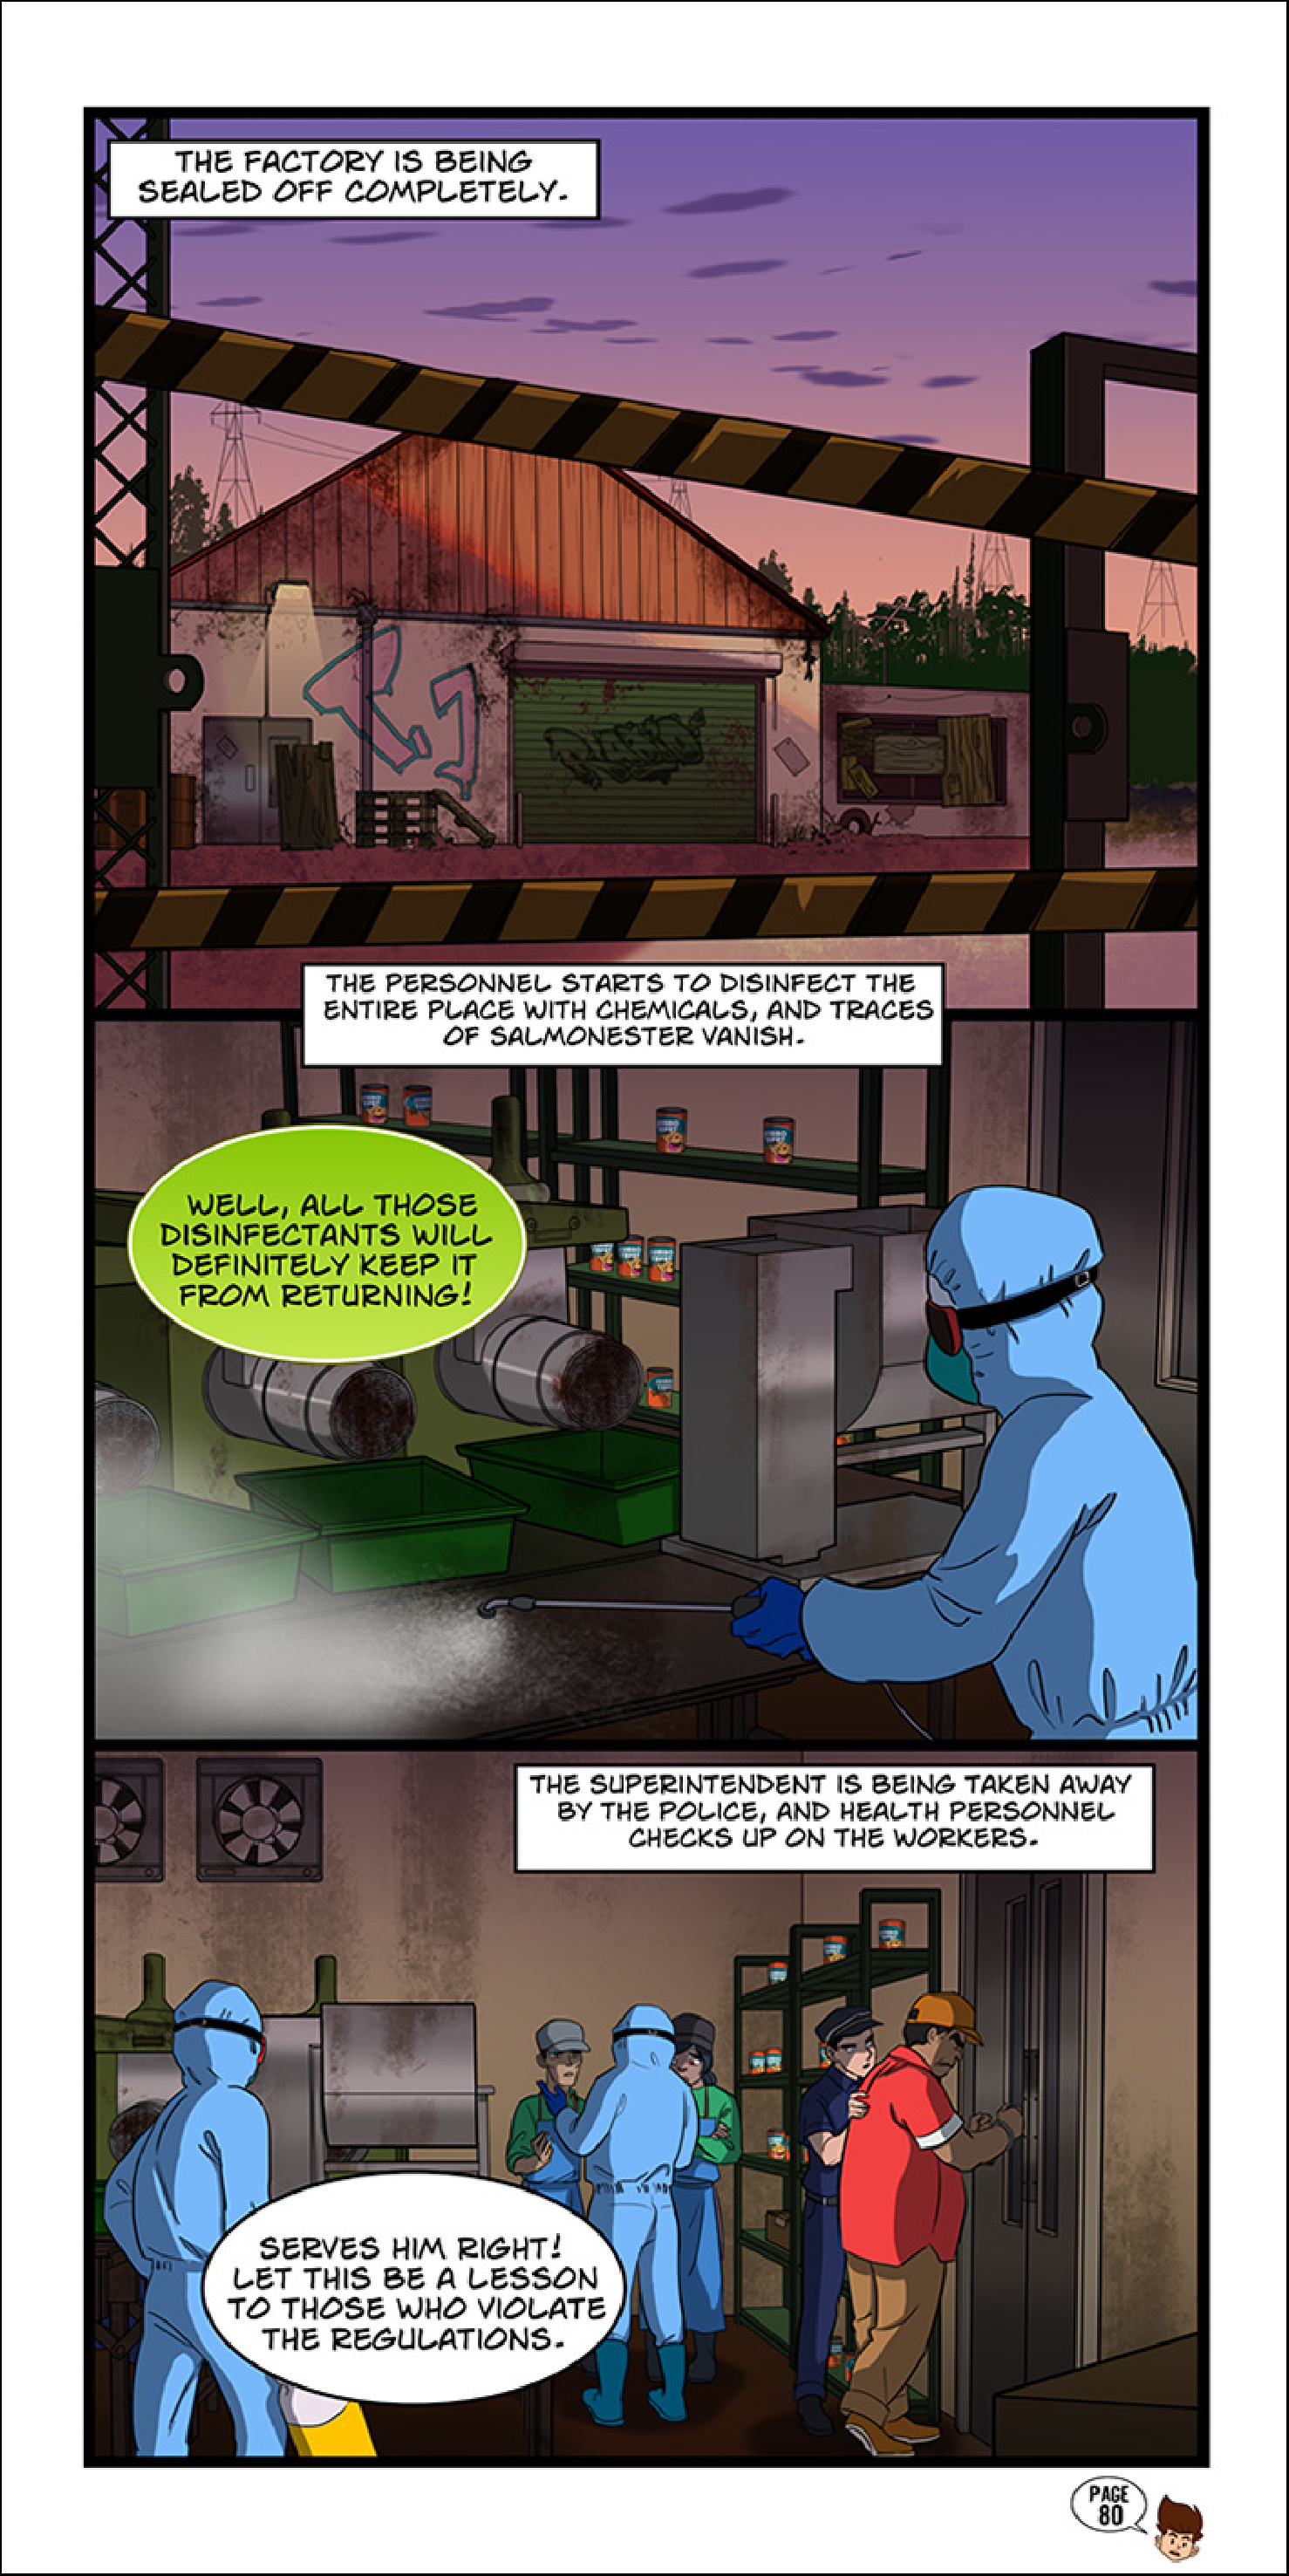 THE FACTORY IS BEING
SEALED OFF COMPLETELY.
THE PERSONNEL STARTS TO DISINFECT THE
ENTIRE PLACE WITH CHEMICALS, AND TRACES
OF SALMONESTER VANISH.
WELL, ALL THOSE
DISINFECTANTS WILL
DEFINITELY KEEP IT
FROM RETURNING!
THE SUPERINTENDENT IS BEING TAKEN AWAY
BY THE POLICE, AND HEALTH PERSONNEL
CHECKS UP ON THE WORKERS.
SERVES HIM RIGHT!
LET THIS BE A LESSON
TO THOSE WHO VIOLATE
THE REGULATIONS.
PAGE
80